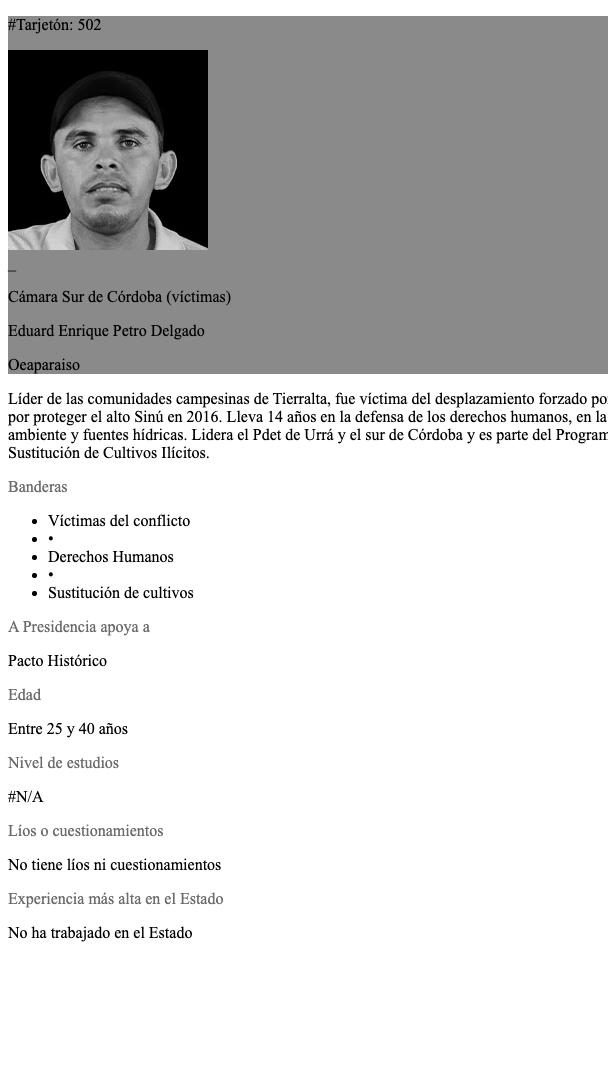 #Tarjetón: 502
_
Cámara Sur de Córdoba (víctimas)
Eduard Enrique Petro Delgado
Oeaparaiso
Líder de las comunidades campesinas de Tierralta, fue víctima del desplazamiento forzado
por proteger el alto Sinú en 2016. Lleva 14 años en la defensa de los derechos humanos, en la
ambiente y fuentes hídricas. Lidera el Pdet de Urrá y el sur de Córdoba y es parte del
Sustitución de Cultivos Ilícitos.
Banderas
• Víctimas del conflicto
• •
• Derechos Humanos
• •
• Sustitución de cultivos
A Presidencia apoya a
Pacto Histórico
Edad
Entre 25 y 40 años
Nivel de estudios
#N/A
Líos o cuestionamientos
No tiene líos ni cuestionamientos
Experiencia más alta en el Estado
No ha trabajado en el Estado